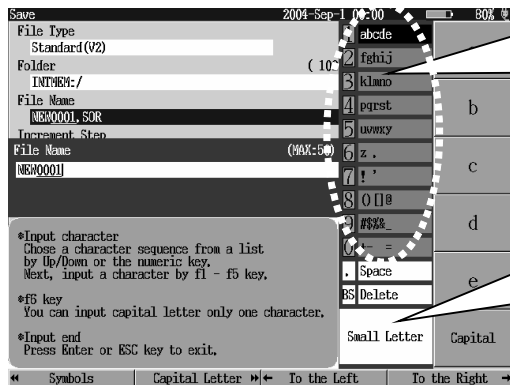 Save 2004-Sep-1 0:00 80%
File Type
Standard(V2)
Folder
INTMEM:/
File Name
NEW0001.SOR
Increment Step
File Name (MAX:50)
NEW0001
*Input character
Chose a character sequence from a list
by Up/Down or the numeric key.
Next, input a character by f1 - f5 key.
*f6 key
You can input capital letter only one character.
*Input end
Press Enter or ESC key to exit.
1 abcde
2 fghij
3 klmno
4 pqrst
5 uvwxy
6 z .
7 ! '
8 () [] @
9 #$%&_
0 - =
. Space
BS Delete
Small Letter
b
c
d
e
Capital
Symbols
Capital Letter
To the Left
To the Right